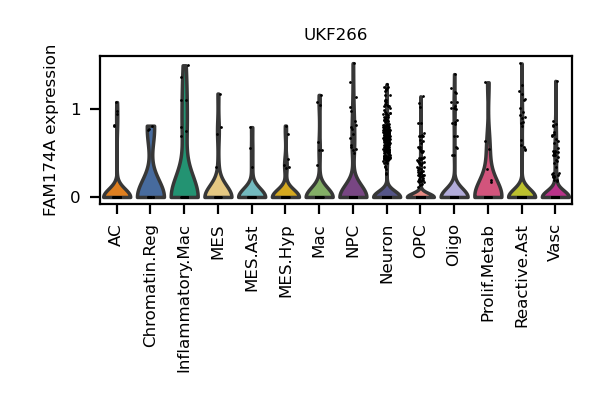 UKF266
FAM174A expression
1
0
AC
Chromatin.Reg
Inflammatory.Mac
MES
MES.Ast
MES.Hyp
Mac
NPC
Neuron
OPC
Oligo
Prolif.Metab
Reactive.Ast
Vasc